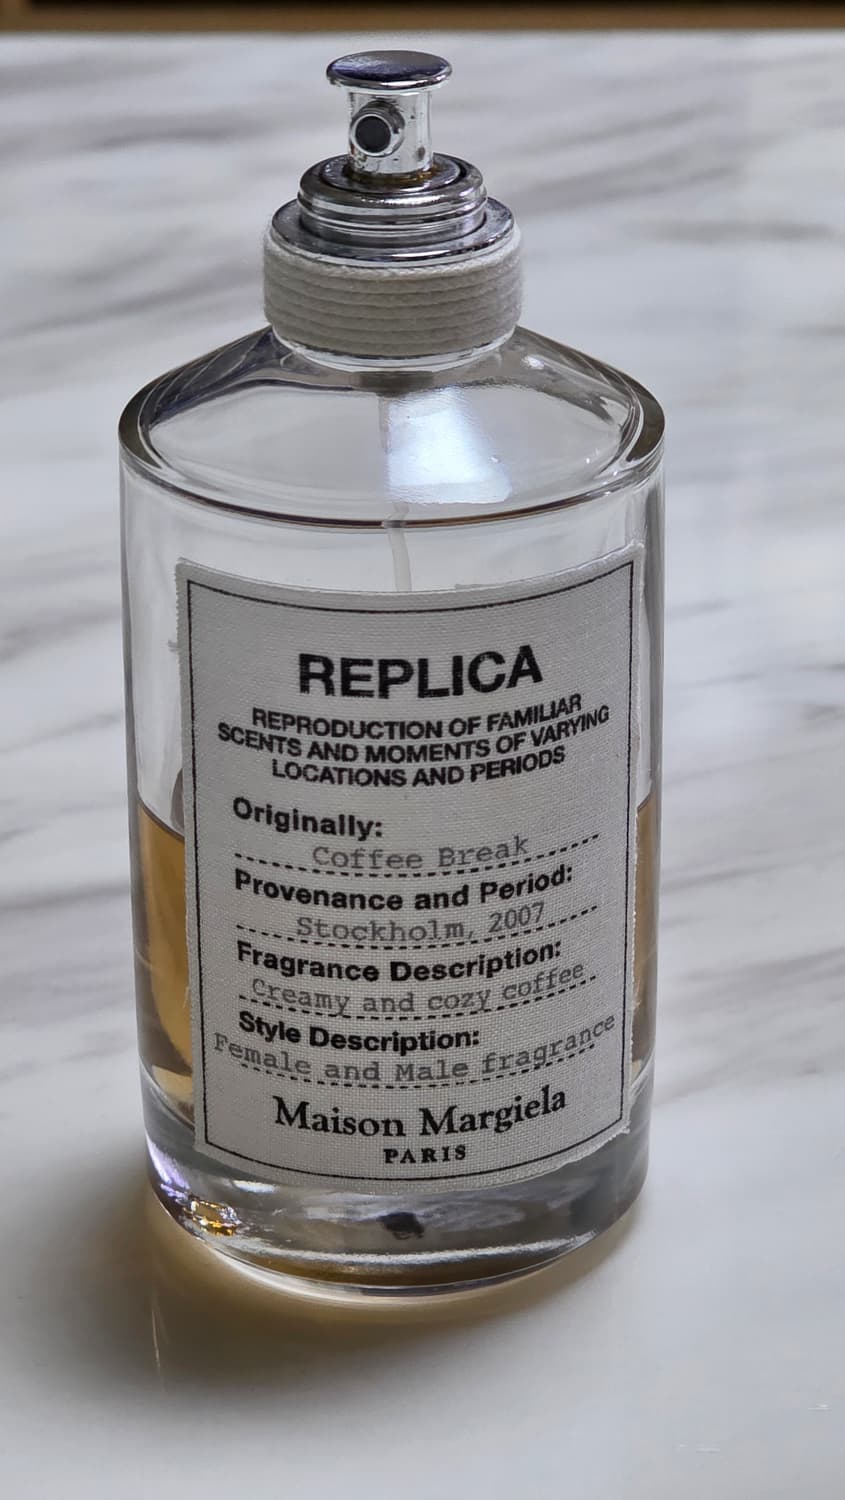 REPLICA
REPRODUCTION OF FAMILIAR
SCENTS AND MOMENTS OF VARYING
LOCATIONS AND PERIODS
Originally:
Coffee Break
Provenance and Period:
Stockholm, 2007
Fragrance Description:
Creamy and cozy coffee
Style Description:
Female and Male fragrance
Maison Margiela
PARIS